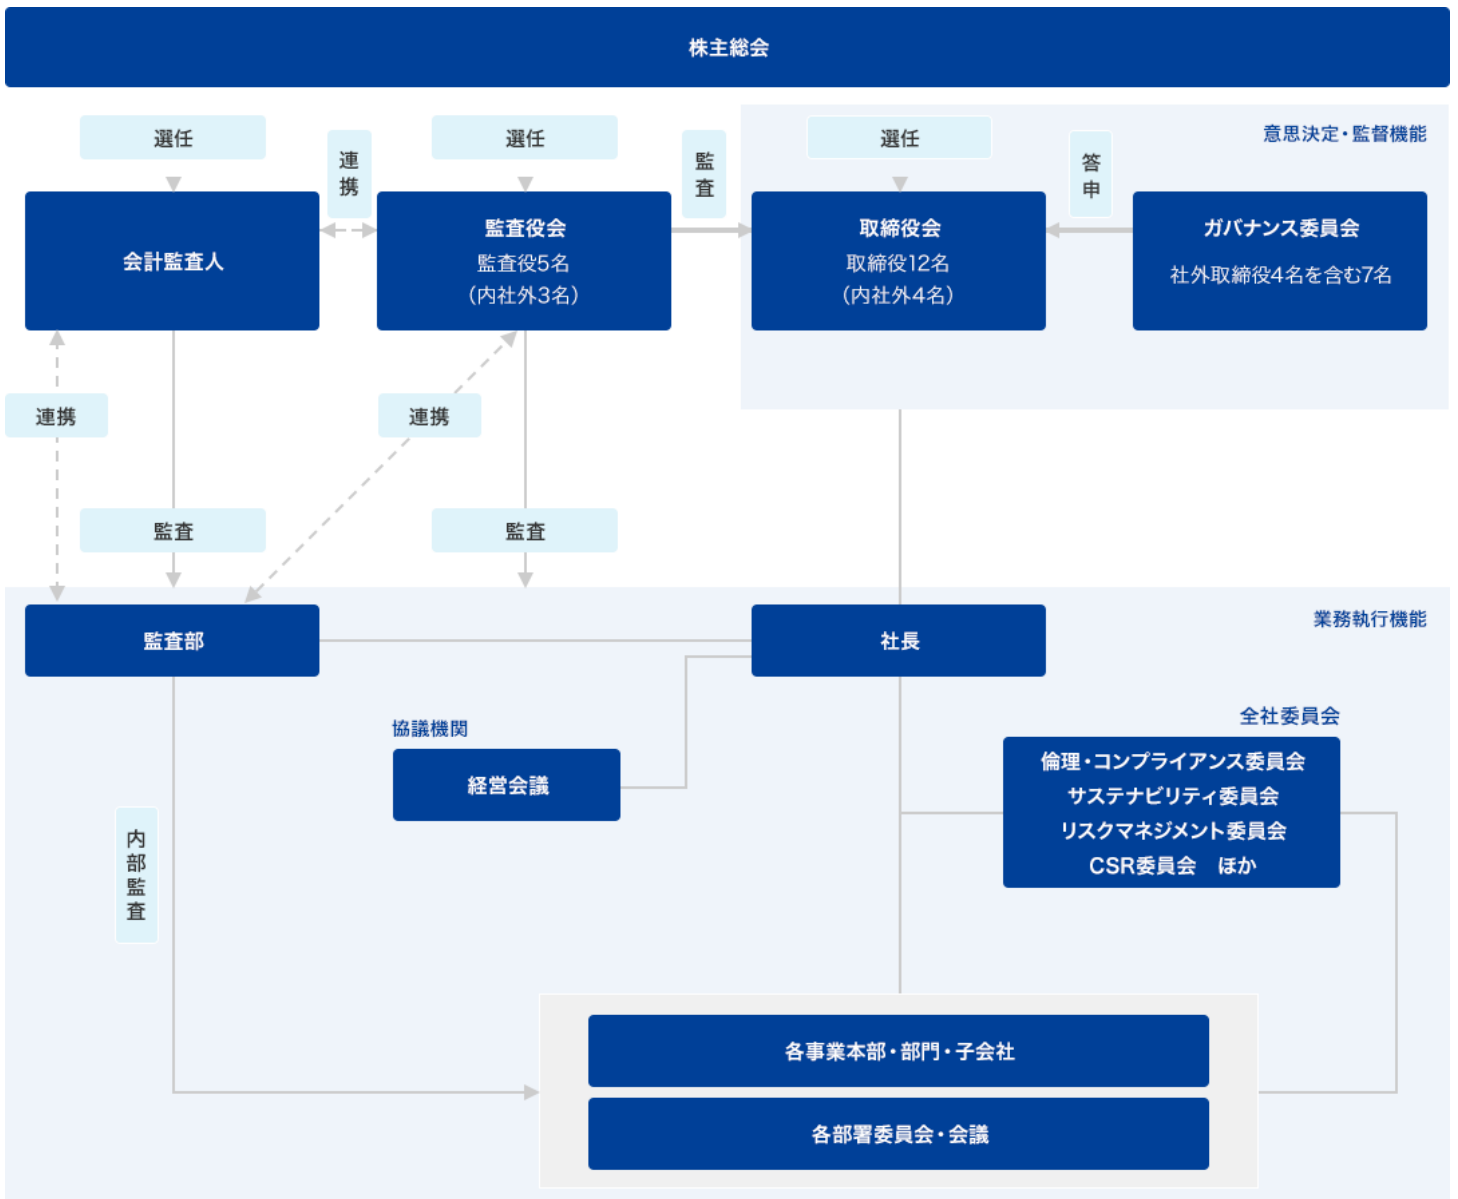 株主総会
選任
連携
選任
監査
選任
答申
意思決定・監督機能
会計監査人
監査役会
監査役5名
（内社外3名）
取締役会
取締役12名
（内社外4名）
ガバナンス委員会
社外取締役4名を含む7名
連携
連携
監査
監査
業務執行機能
監査部
社長
協議機関
経営会議
全社委員会
倫理・コンプライアンス委員会
サステナビリティ委員会
リスクマネジメント委員会
CSR委員会　ほか
内部監査
各事業本部・部門・子会社
各部署委員会・会議